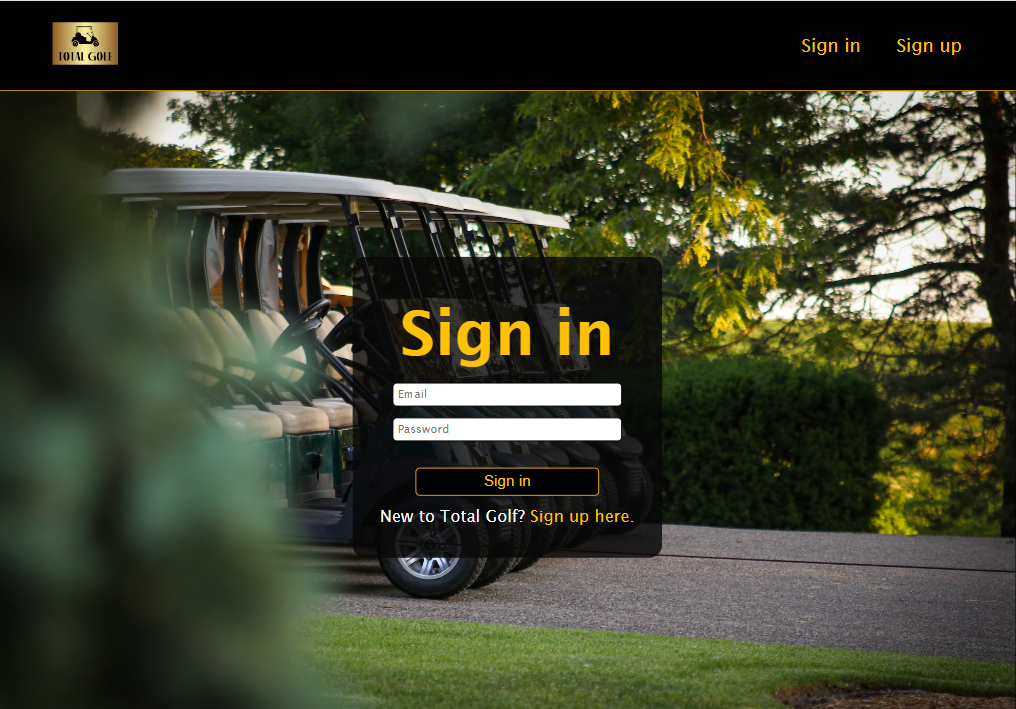 TOTAL GOLF
Sign in
Sign up
Sign in
Email
Password
Sign in
New to Total Golf? Sign up here.